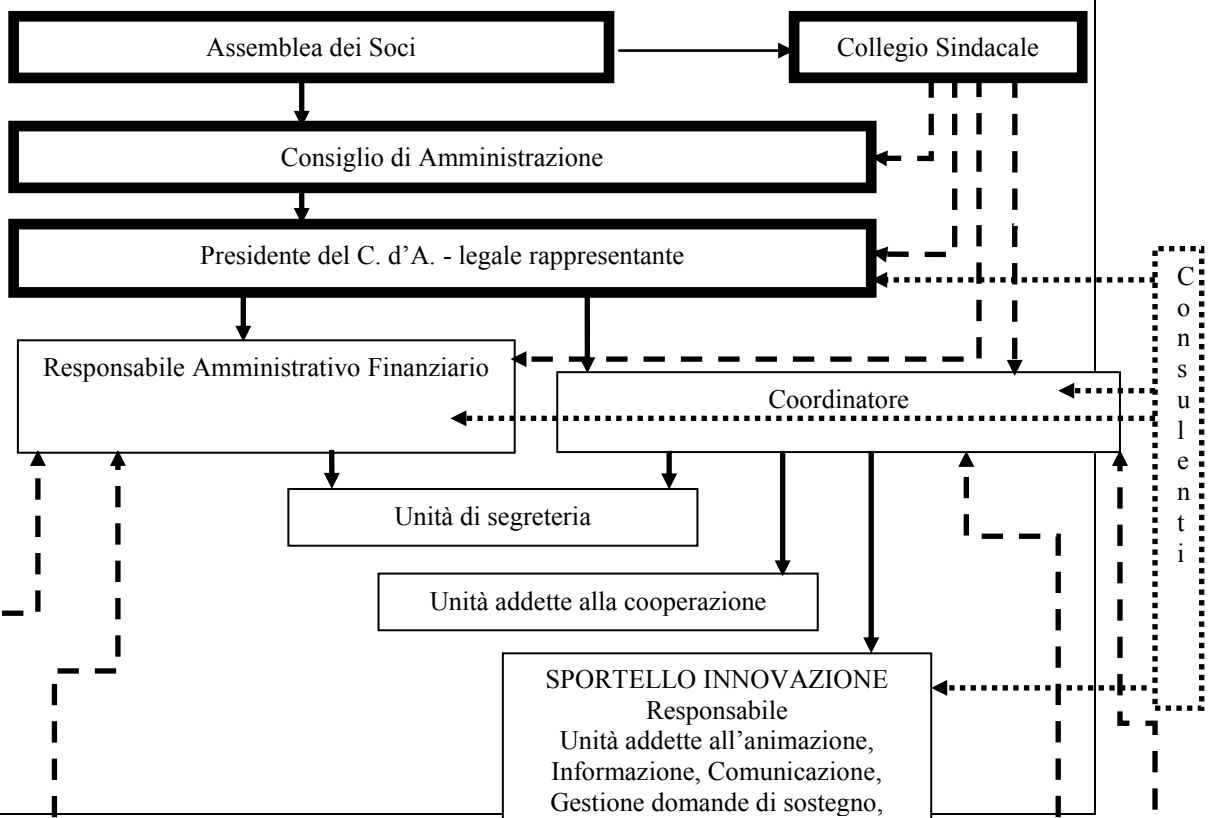 Assemblea dei Soci
Collegio Sindacale
Consiglio di Amministrazione
Presidente del C. d’A. - legale rappresentante
Responsabile Amministrativo Finanziario
Coordinatore
Consulenti
Unità di segreteria
Unità addette alla cooperazione
SPORTELLO INNOVAZIONE
Responsabile
Unità addette all’animazione,
Informazione, Comunicazione,
Gestione domande di sostegno,